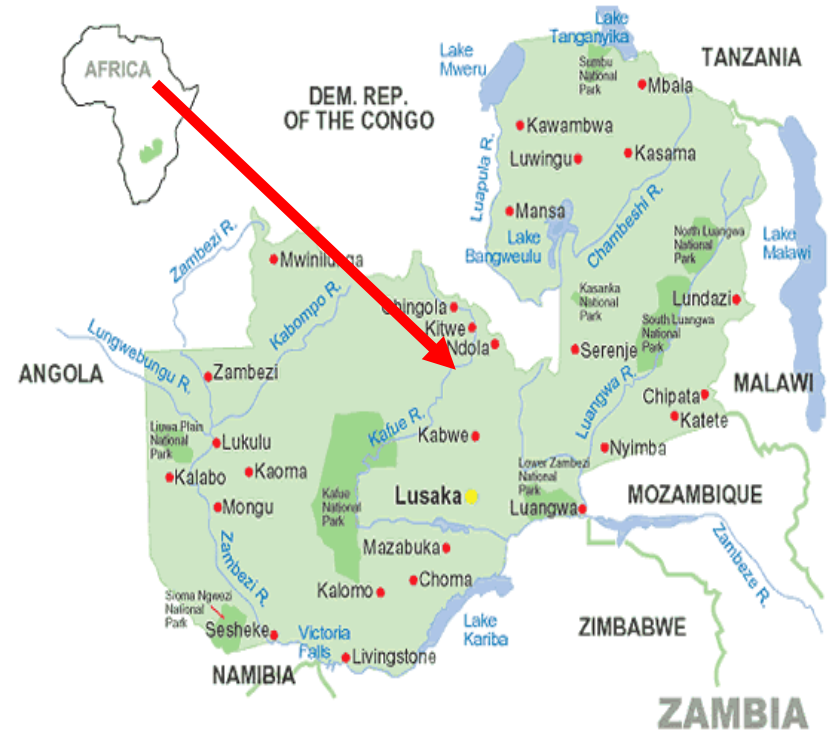 Lake
Tanganyika
Lake
Mweru
TANZANIA
AFRICA
Sumbu
National
Park
Mbala
DEM. REP.
OF THE CONGO
Kawambwa
Luwingu
Kasama
Luapula R.
Mansa
Chambeshi R.
Lake
Bangweulu
North Luangwa
National
Park
Lake
Malawi
Zambezi R.
Mwinilunga
Kabompo R.
Kasanka
National
Park
Lundazi
Chingola
Kitwe
Ndola
South Luangwa
National
Park
Serenje
Lungwebungu R.
ANGOLA
Zambezi
MALAWI
Chipata
Katete
Luangwa R.
Liuwa Plain
National
Park
Lukulu
Kafue R.
Kabwe
Nyimba
Kalabo
Kaoma
Lower Zambezi
National
Park
Kafue
National
Park
Lusaka
MOZAMBIQUE
Mongu
Luangwa
Zambezi R.
Mazabuka
Zambeze R.
Choma
Kalomo
Sioma Ngwezi
National
Park
Sesheke
Victoria
Falls
Lake
Kariba
ZIMBABWE
Livingstone
NAMIBIA
ZAMBIA